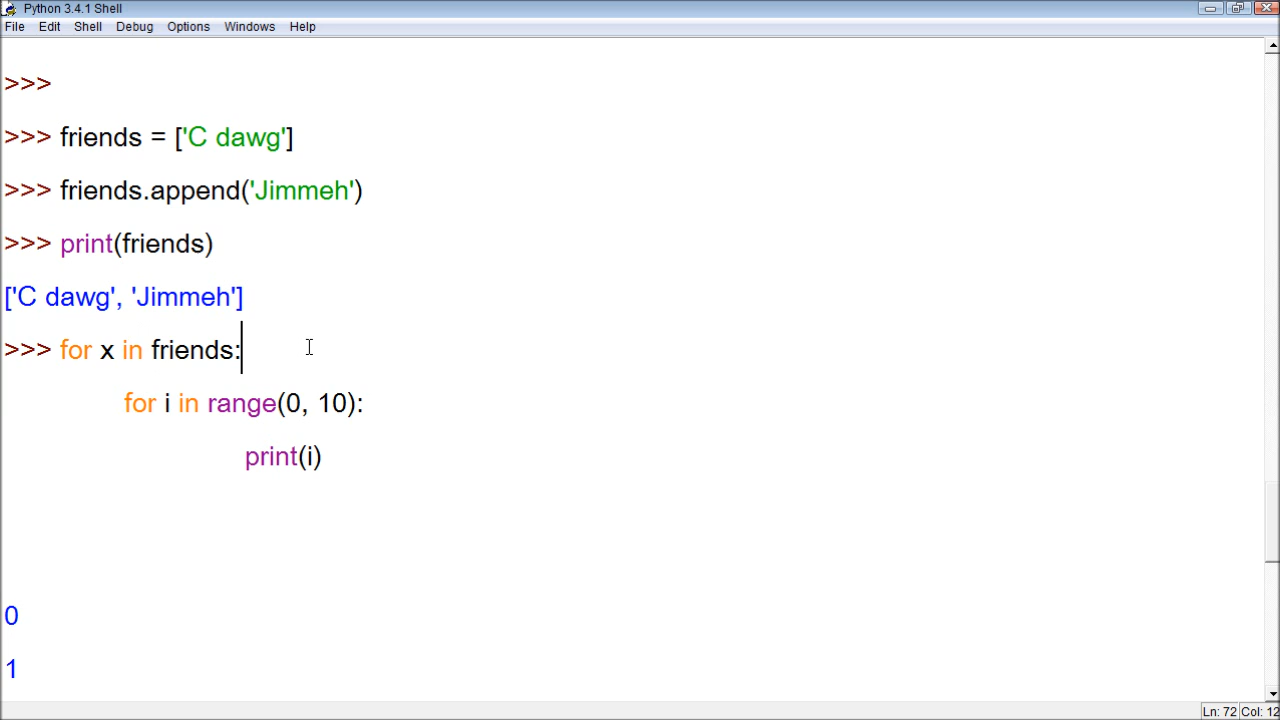 Python 3.4.1 Shell
File Edit Shell Debug Options Windows Help
>>>
>>> friends = ['C dawg']
>>> friends.append('Jimmeh')
>>> print(friends)
['C dawg', 'Jimmeh']
>>> for x in friends:
for i in range(0, 10):
print(i)
0
1
Ln: 72 Col: 12